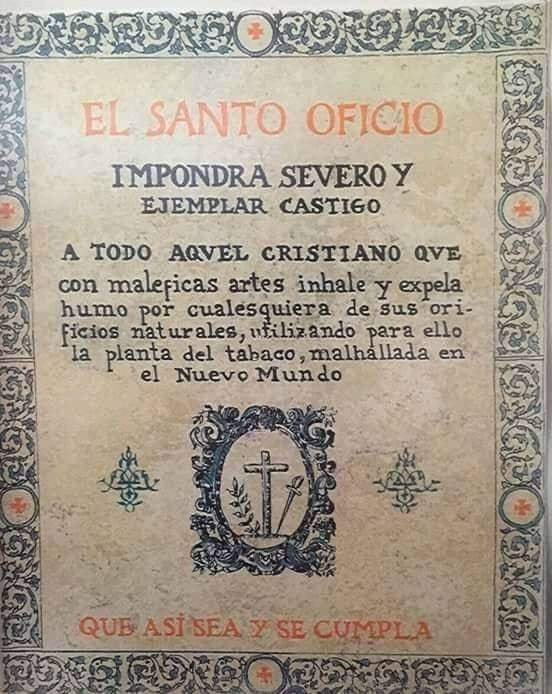 EL SANTO OFICIO
IMPONDRA SEVERO Y
EJEMPLAR CASTIGO
A TODO AQVEL CRISTIANO QVE
con maleficas artes inhale y expela
humo por cualesquiera de sus ori-
ficios naturales, utilizando para ello
la planta del tabaco, malhallada en
el Nuevo Mundo
QUE ASÍ SEA Y SE CUMPLA